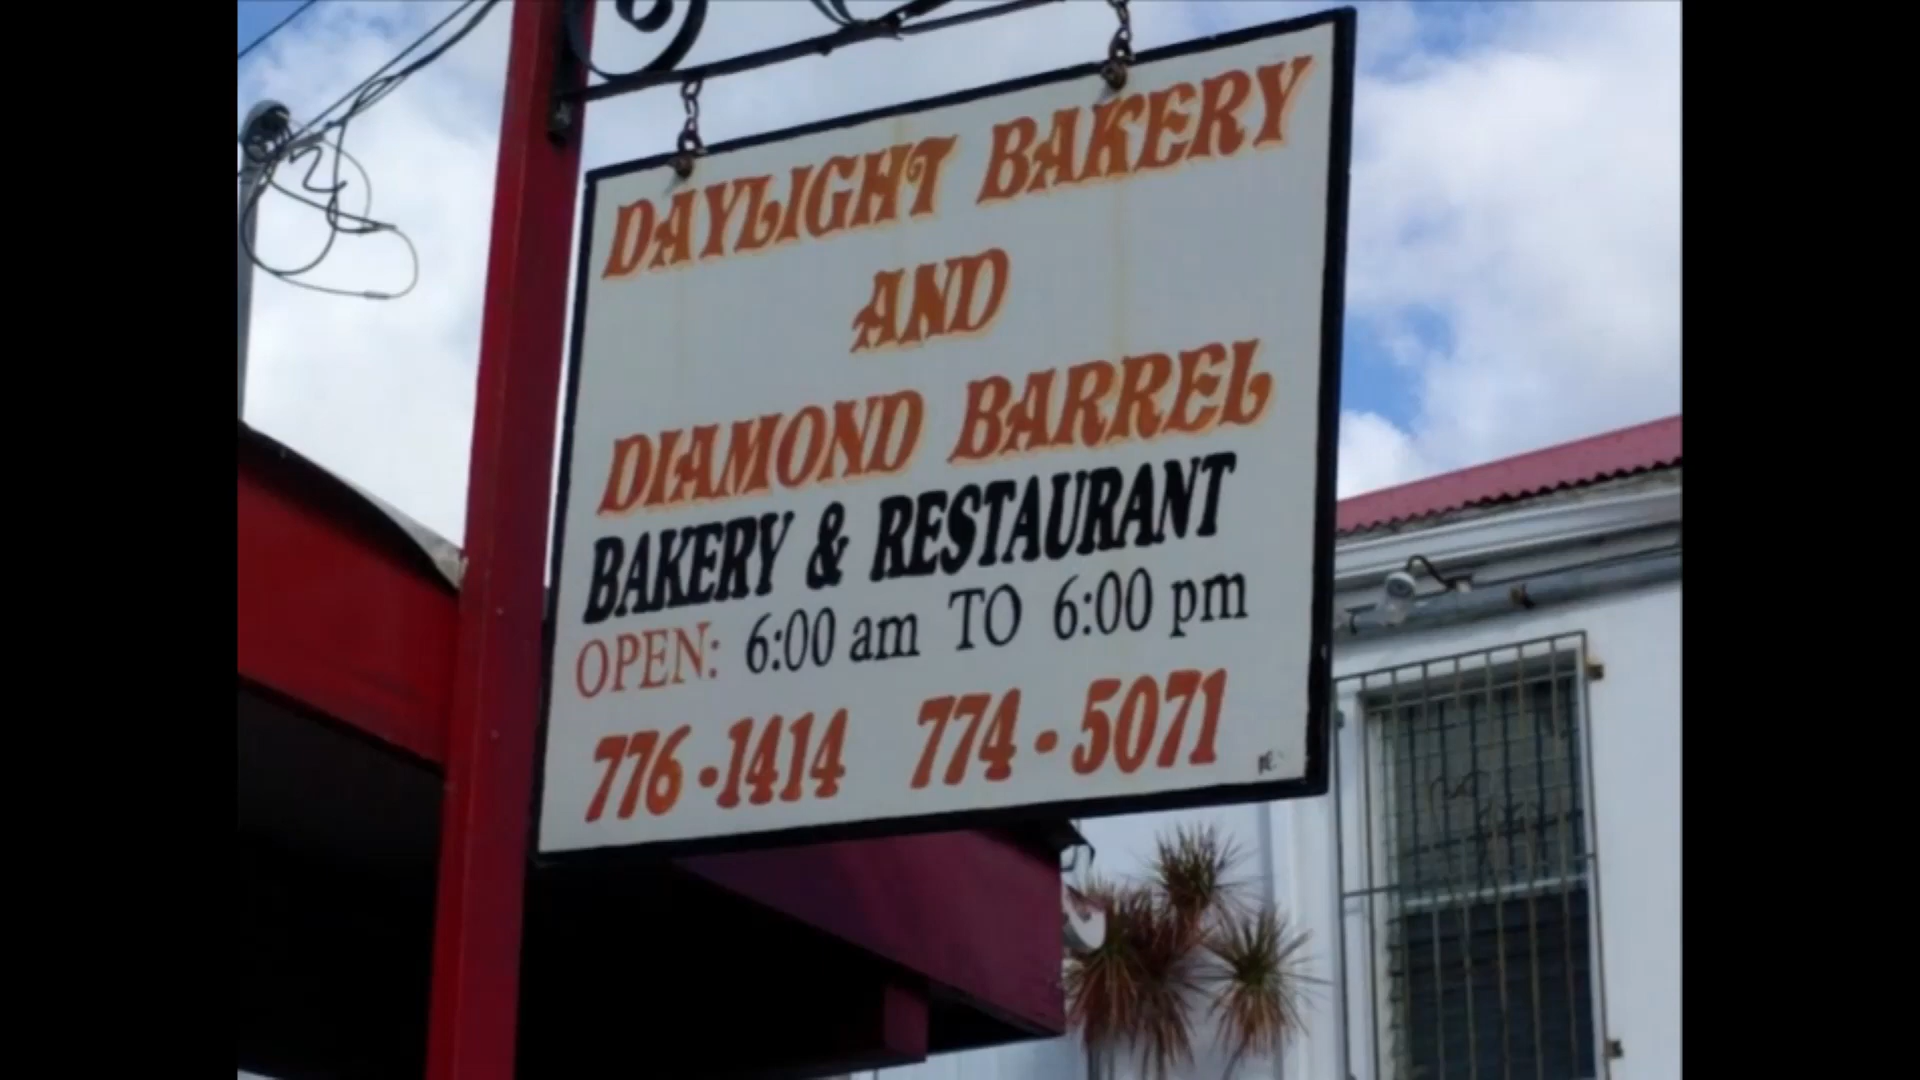 DAYLIGHT BAKERY
AND
DIAMOND BARREL
BAKERY & RESTAURANT
OPEN: 6:00 am TO 6:00 pm
776-1414 774-5071